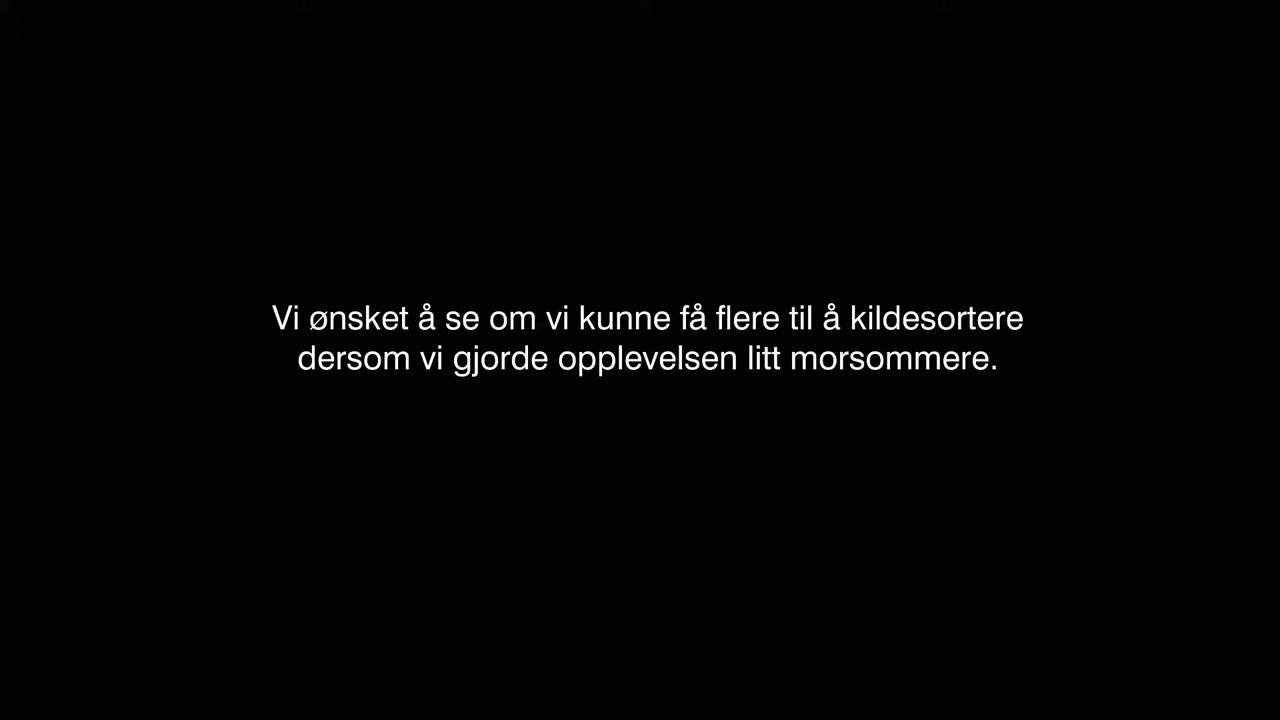 Vi ønsket å se om vi kunne få flere til å kildesortere
dersom vi gjorde opplevelsen litt morsommere.